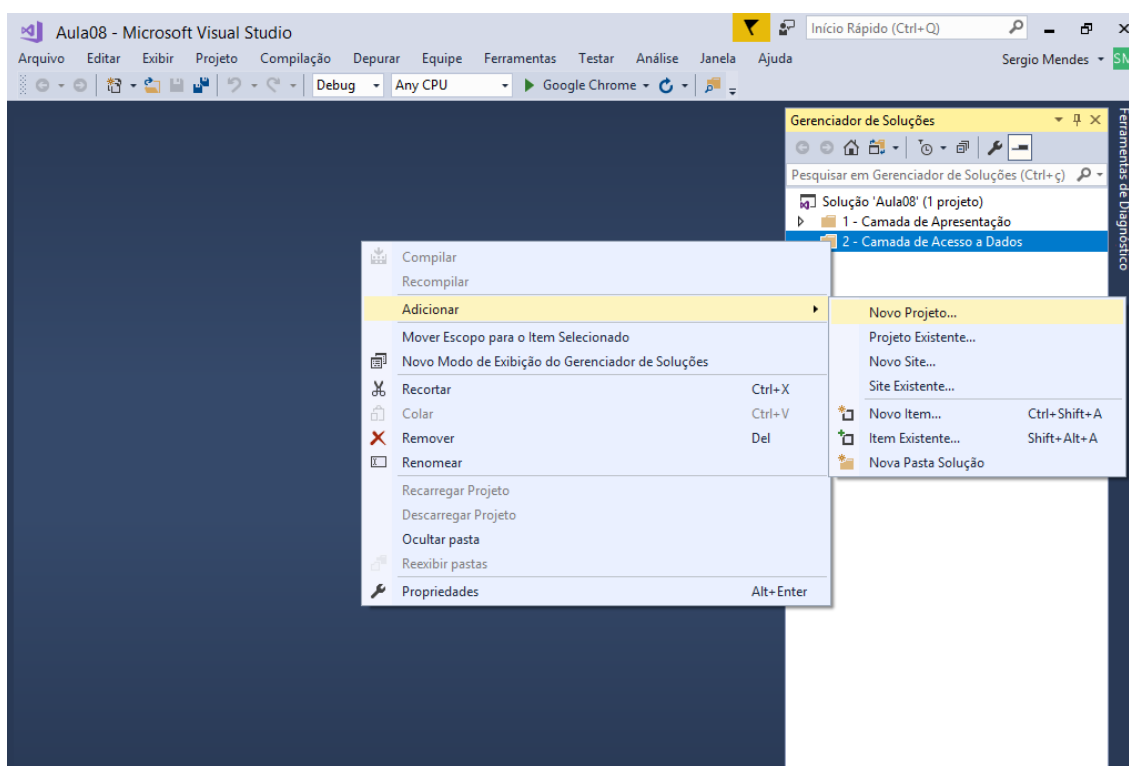 Aula08 - Microsoft Visual Studio
Início Rápido (Ctrl+Q)
Arquivo Editar Exibir Projeto Compilação Depurar Equipe Ferramentas Testar Análise Janela Ajuda
Sergio Mendes
SM
Debug Any CPU Google Chrome
Gerenciador de Soluções
Pesquisar em Gerenciador de Soluções (Ctrl+ç)
Solução 'Aula08' (1 projeto)
1 - Camada de Apresentação
2 - Camada de Acesso a Dados
Ferramentas de Diagnóstico
Compilar
Recompilar
Adicionar
Mover Escopo para o Item Selecionado
Novo Modo de Exibição do Gerenciador de Soluções
Recortar Ctrl+X
Colar Ctrl+V
Remover Del
Renomear
Recarregar Projeto
Descarregar Projeto
Ocultar pasta
Reexibir pastas
Propriedades Alt+Enter
Novo Projeto...
Projeto Existente...
Novo Site...
Site Existente...
Novo Item... Ctrl+Shift+A
Item Existente... Shift+Alt+A
Nova Pasta Solução